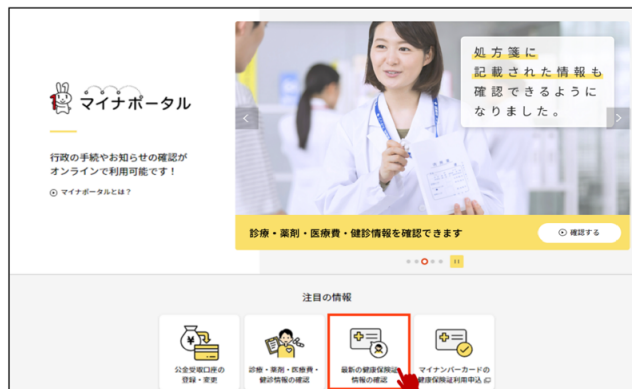 マイナポータル
行政の手続やお知らせの確認が
オンラインで利用可能です！
マイナポータルとは？
処方箋に
記載された情報も
確認できるように
なりました。
診療・薬剤・医療費・健診情報を確認できます
確認する
注目の情報
公金受取口座の
登録・変更
診療・薬剤・医療費・
健診情報の確認
最新の健康保険証
情報の確認
マイナンバーカードの
健康保険証利用申込